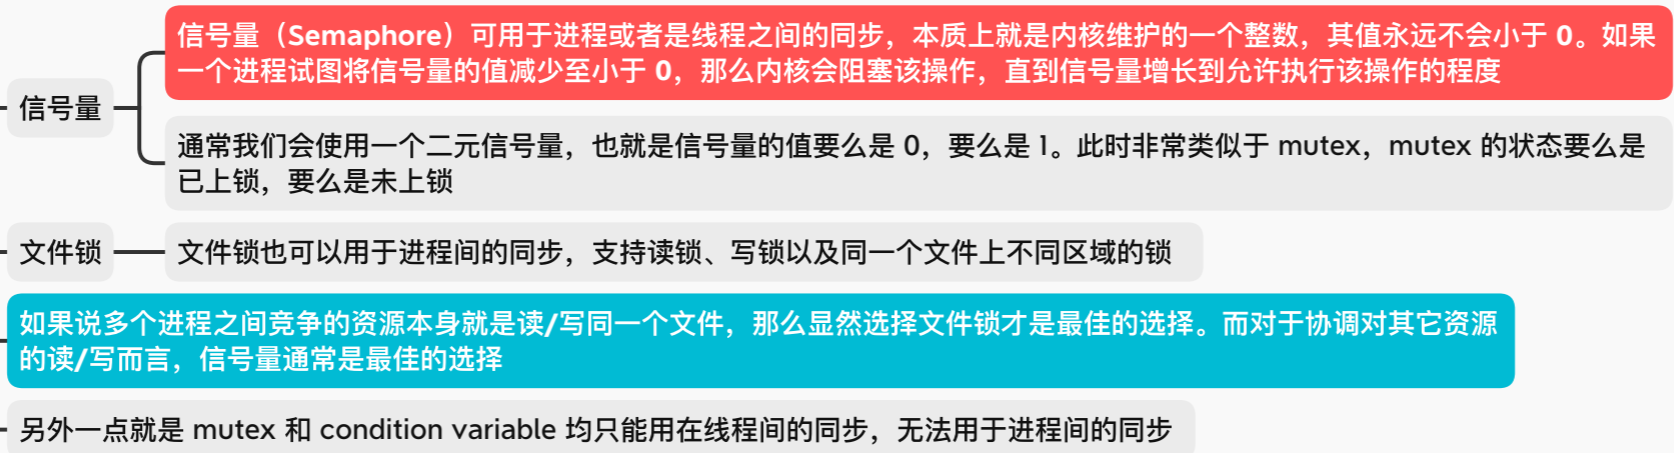 信号量（Semaphore）可用于进程或者是线程之间的同步，本质上就是内核维护的一个整数，其值永远不会小于 0。如果
一个进程试图将信号量的值减少至小于 0，那么内核会阻塞该操作，直到信号量增长到允许执行该操作的程度
信号量
通常我们会使用一个二元信号量，也就是信号量的值要么是 0，要么是 1。此时非常类似于 mutex，mutex 的状态要么是
已上锁，要么是未上锁
文件锁
文件锁也可以用于进程间的同步，支持读锁、写锁以及同一个文件上不同区域的锁
如果说多个进程之间竞争的资源本身就是读/写同一个文件，那么显然选择文件锁才是最佳的选择。而对于协调对其它资源
的读/写而言，信号量通常是最佳的选择
另外一点就是 mutex 和 condition variable 均只能用在线程间的同步，无法用于进程间的同步